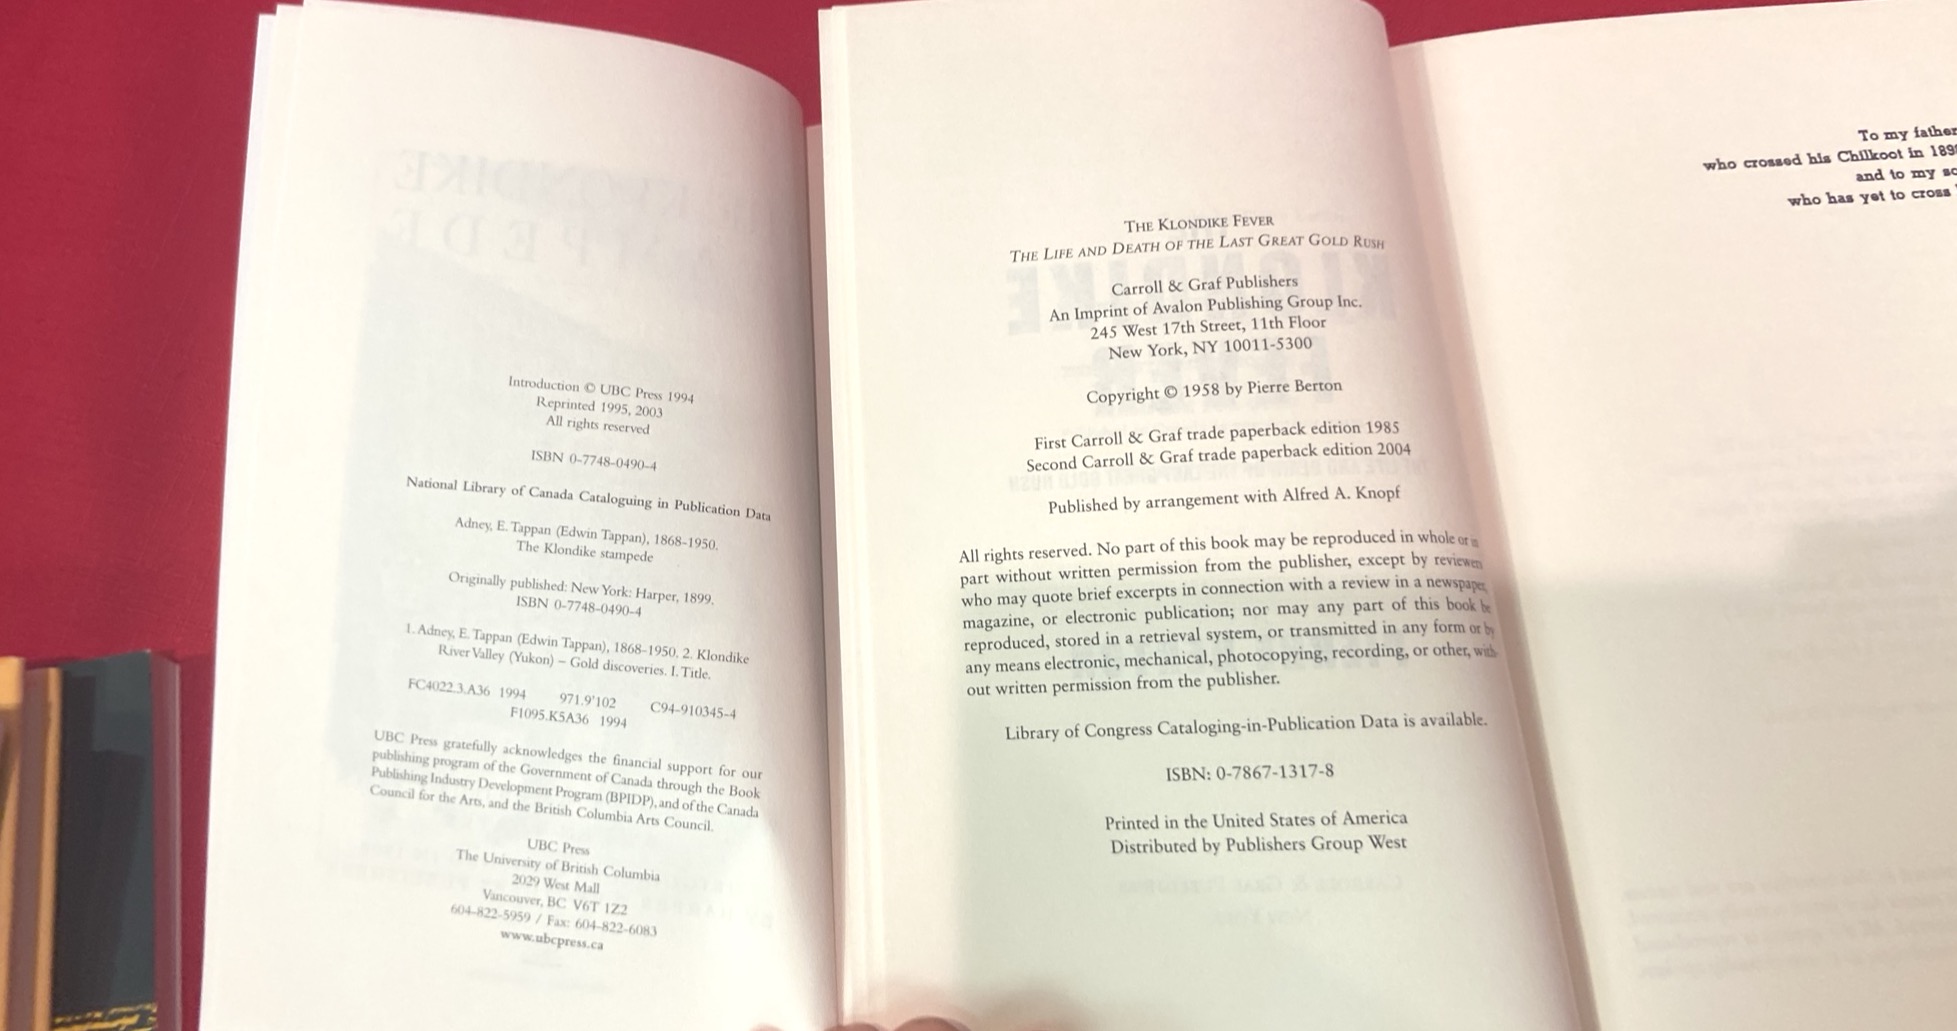 Introduction © UBC Press 1994
Reprinted 1995, 2003
All rights reserved
ISBN 0-7748-0490-4
National Library of Canada Cataloguing in Publication Data
Adney, E. Tappan (Edwin Tappan), 1868-1950.
The Klondike stampede
Originally published: New York: Harper, 1899.
ISBN 0-7748-0490-4
1. Adney, E. Tappan (Edwin Tappan), 1868-1950. 2. Klondike
River Valley (Yukon) – Gold discoveries. I. Title.
FC4022.3.A36 1994 971.9'102 C94-910345-4
F1095.K5A36 1994
UBC Press gratefully acknowledges the financial support for our
publishing program of the Government of Canada through the Book
Publishing Industry Development Program (BPIDP), and of the Canada
Council for the Arts, and the British Columbia Arts Council.
UBC Press
The University of British Columbia
2029 West Mall
Vancouver, BC V6T 1Z2
604-822-5959 / Fax: 604-822-6083
www.ubcpress.ca
THE KLONDIKE FEVER
THE LIFE AND DEATH OF THE LAST GREAT GOLD RUSH
Carroll & Graf Publishers
An Imprint of Avalon Publishing Group Inc.
245 West 17th Street, 11th Floor
New York, NY 10011-5300
Copyright © 1958 by Pierre Berton
First Carroll & Graf trade paperback edition 1985
Second Carroll & Graf trade paperback edition 2004
Published by arrangement with Alfred A. Knopf
All rights reserved. No part of this book may be reproduced in whole or in
part without written permission from the publisher, except by reviewers
who may quote brief excerpts in connection with a review in a newspaper,
magazine, or electronic publication; nor may any part of this book be
reproduced, stored in a retrieval system, or transmitted in any form or by
any means electronic, mechanical, photocopying, recording, or other, with-
out written permission from the publisher.
Library of Congress Cataloging-in-Publication Data is available.
ISBN: 0-7867-1317-8
Printed in the United States of America
Distributed by Publishers Group West
To my father
who crossed his Chilkoot in 189
and to my
who has yet to cross